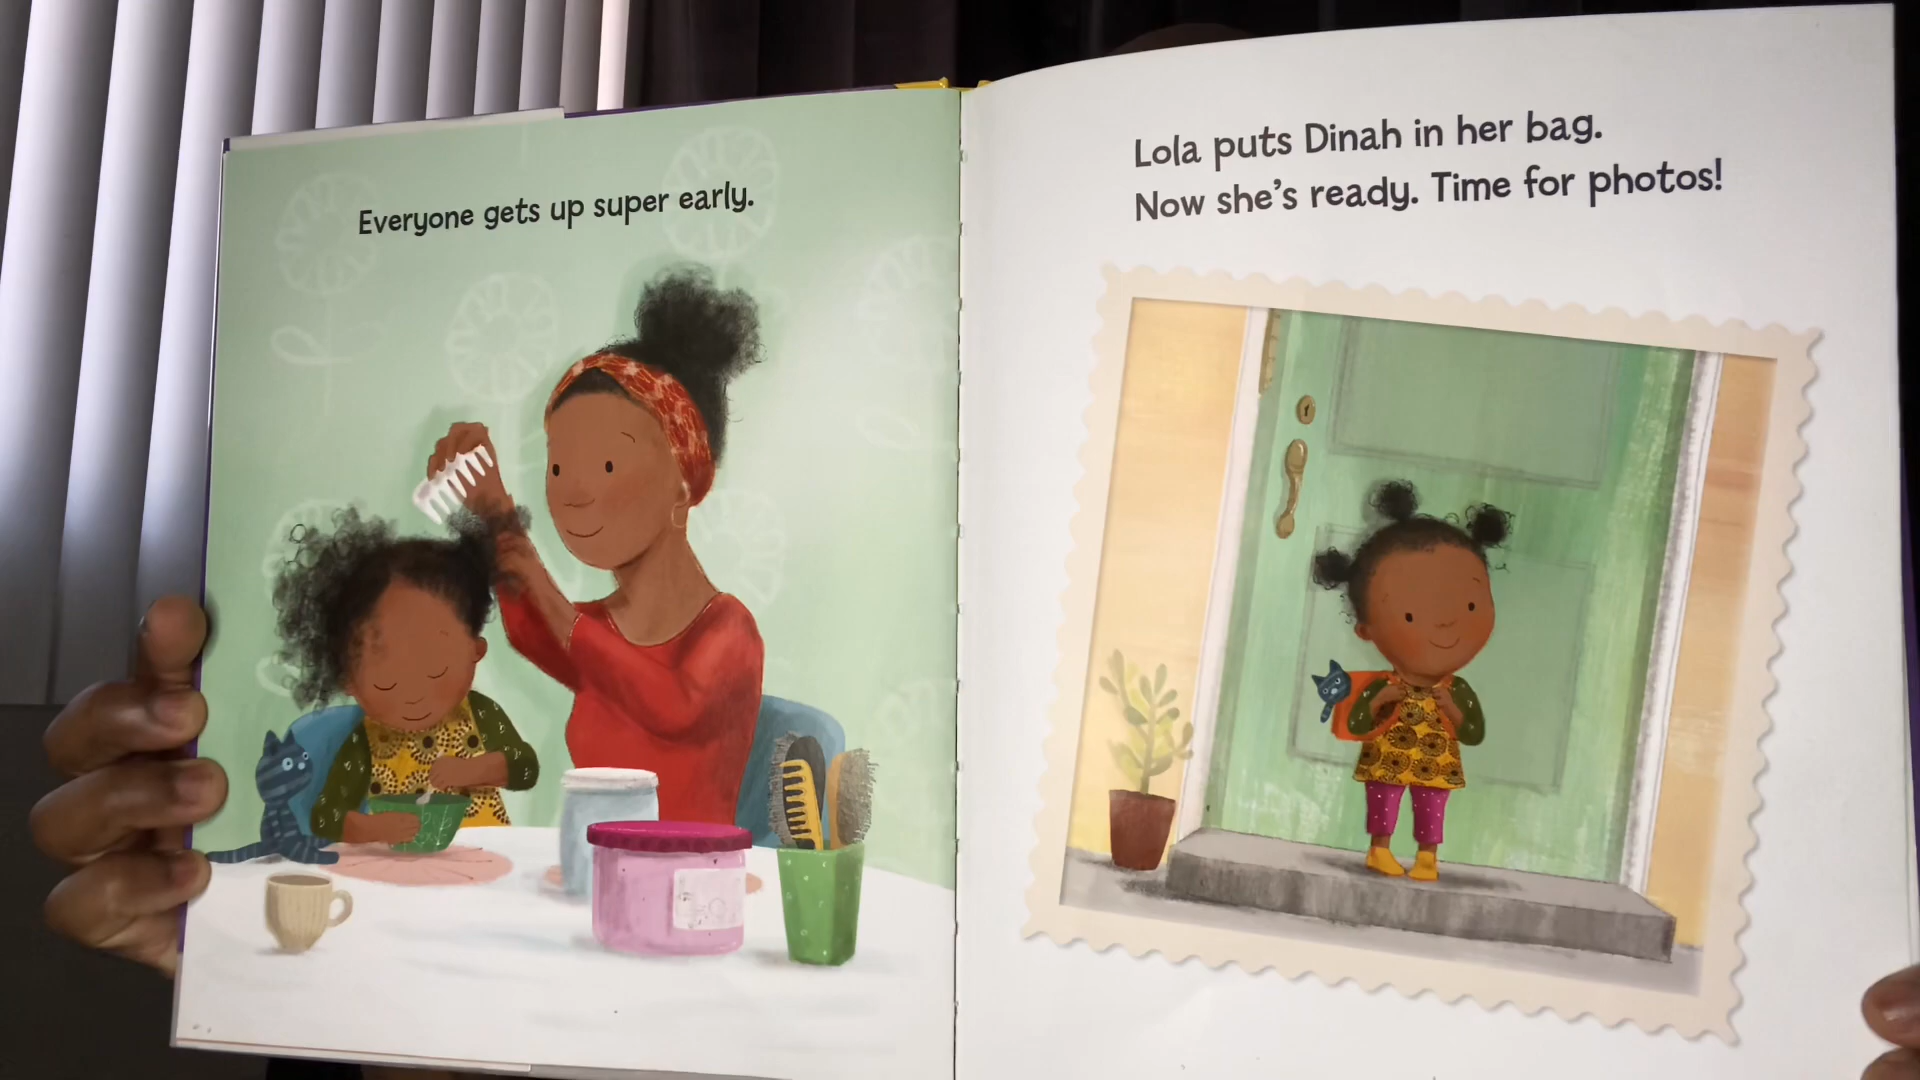 Everyone gets up super early.
Lola puts Dinah in her bag.
Now she's ready. Time for photos!